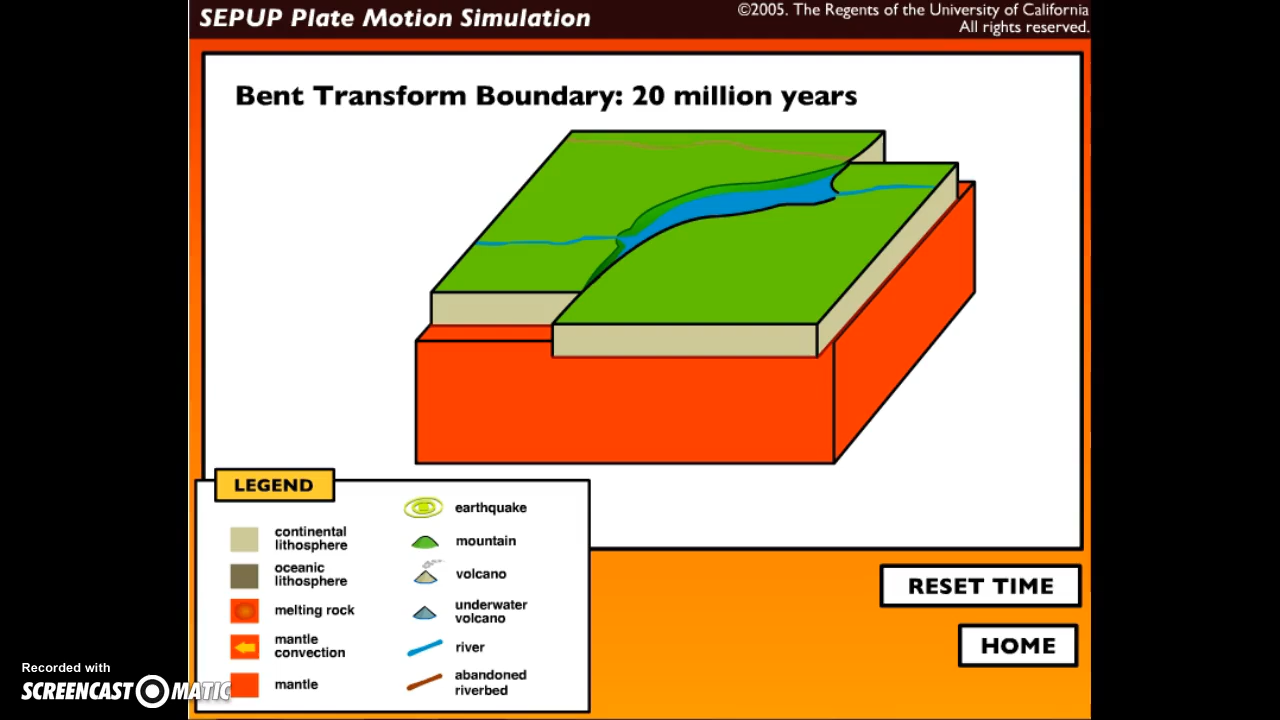 SEPUP Plate Motion Simulation
©2005. The Regents of the University of California
All rights reserved.
Bent Transform Boundary: 20 million years
LEGEND
continental
lithosphere
oceanic
lithosphere
melting rock
mantle
convection
mantle
earthquake
mountain
volcano
underwater
volcano
river
abandoned
riverbed
RESET TIME
HOME
Recorded with
SCREENCAST MATIC